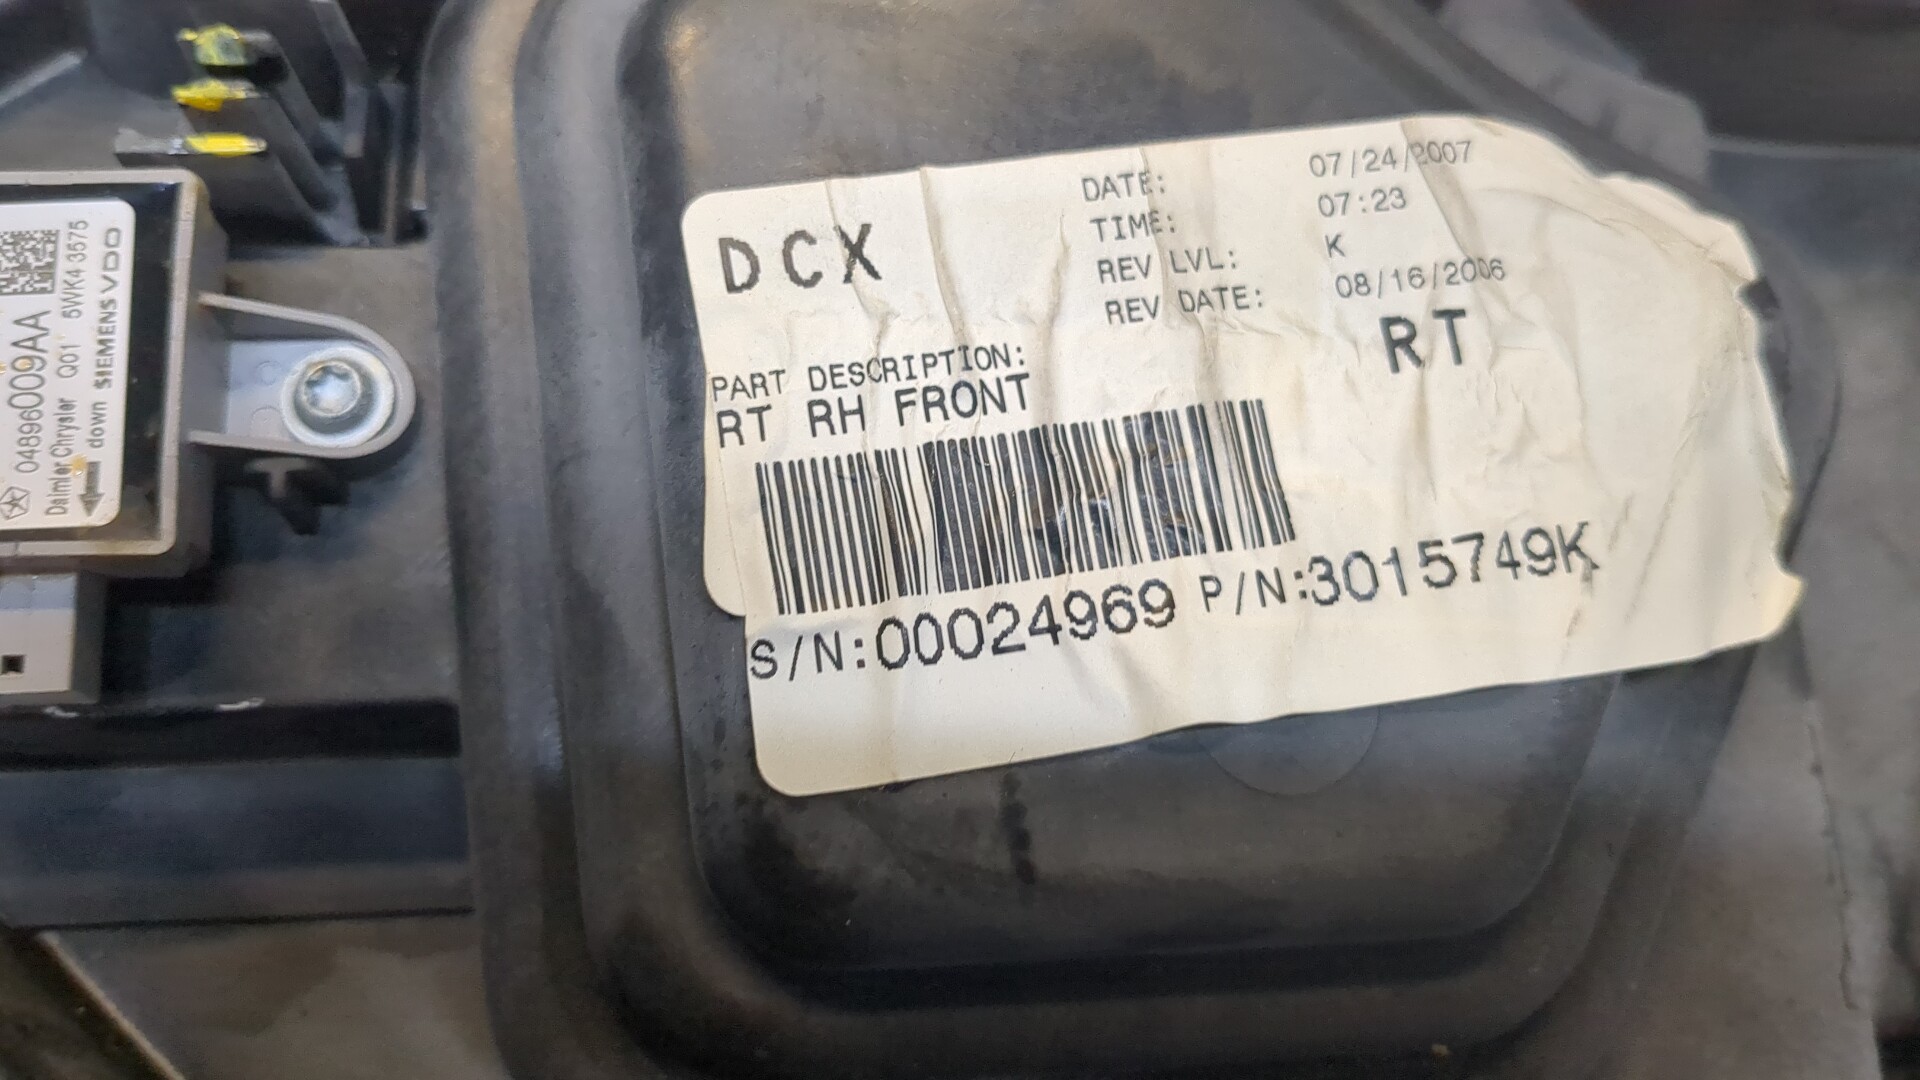 DCX
DATE: 07/24/2007
TIME: 07:23
REV LVL: K
REV DATE: 08/16/2006
RT
PART DESCRIPTION:
RT RH FRONT
S/N:00024969 P/N:3015749K
04896009AA
DaimlerChrysler Q01 5WK4 3575
down SIEMENS VDO